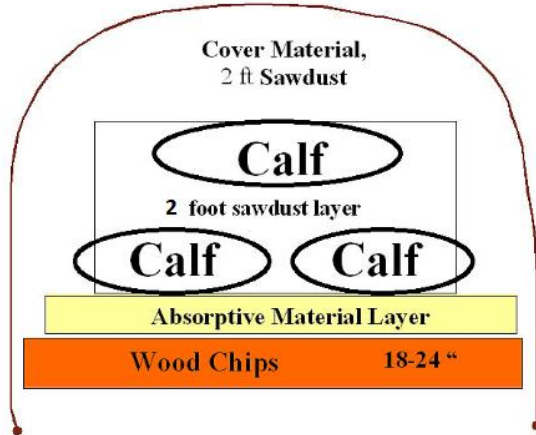 Cover Material,
2 ft Sawdust
Calf
2 foot sawdust layer
Calf Calf
Absorptive Material Layer
Wood Chips 18-24 “